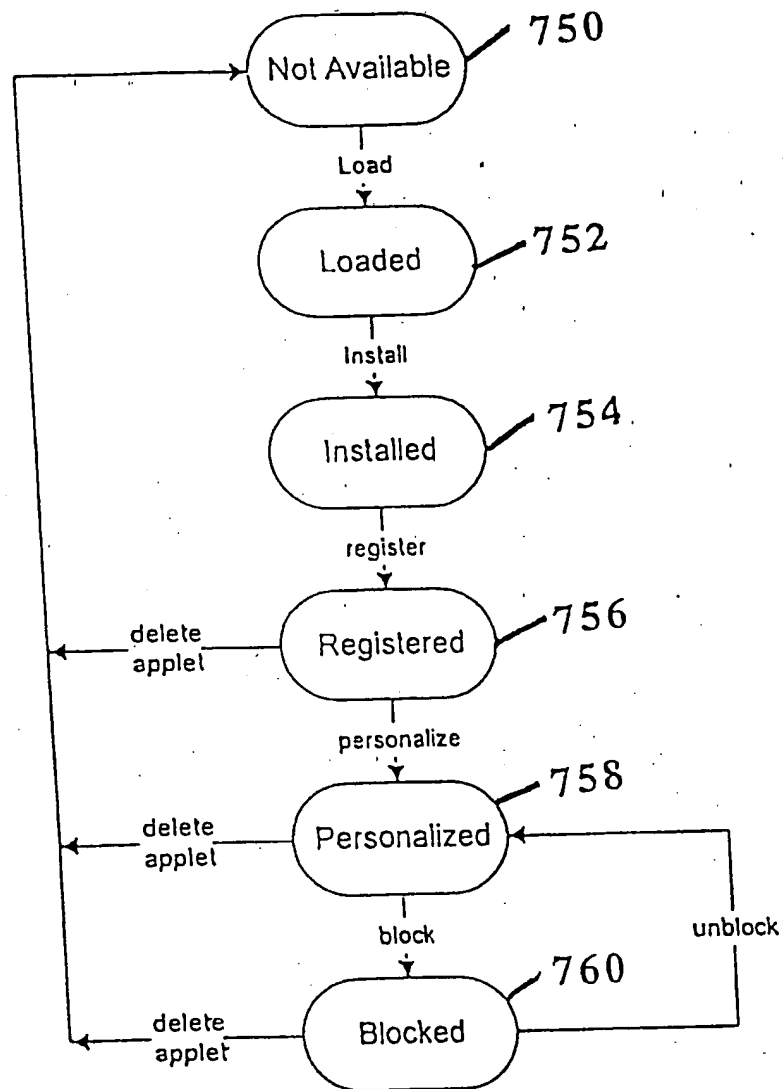 750
Not Available
Load
752
Loaded
Install
754
Installed
register
756
Registered
delete
applet
personalize
758
Personalized
delete
applet
block
unblock
760
Blocked
delete
applet